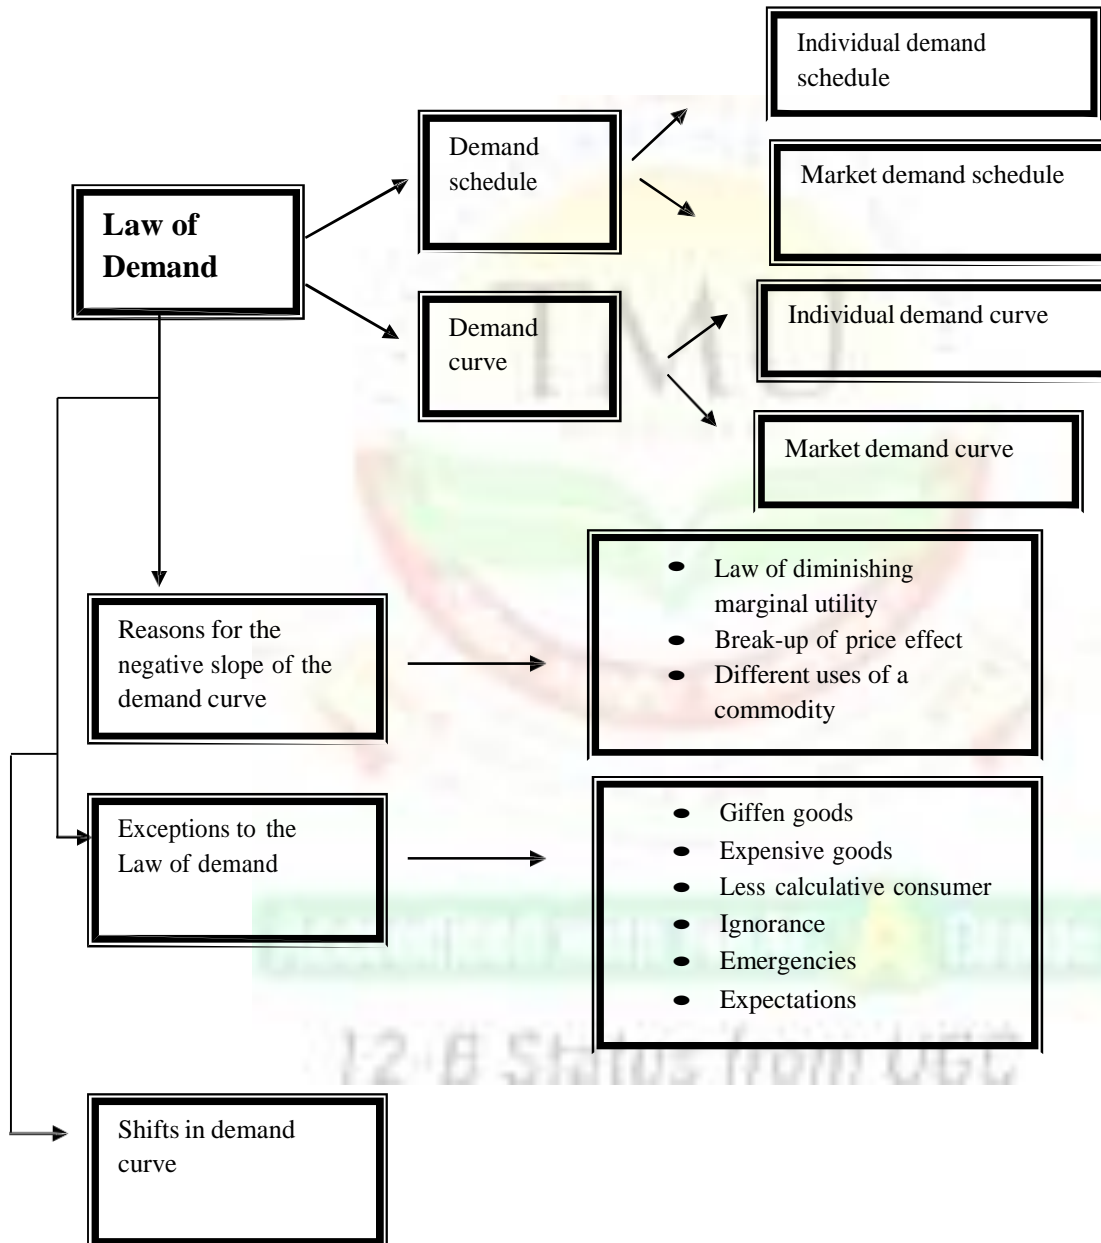 Individual demand
schedule
Demand
schedule
Market demand schedule
Law of
Demand
Individual demand curve
Demand
curve
Market demand curve
TMU
• Law of diminishing
marginal utility
• Break-up of price effect
• Different uses of a
commodity
Reasons for the
negative slope of the
demand curve
• Giffen goods
• Expensive goods
• Less calculative consumer
• Ignorance
• Emergencies
• Expectations
Exceptions to the
Law of demand
12-B Status from UGC
Shifts in demand
curve